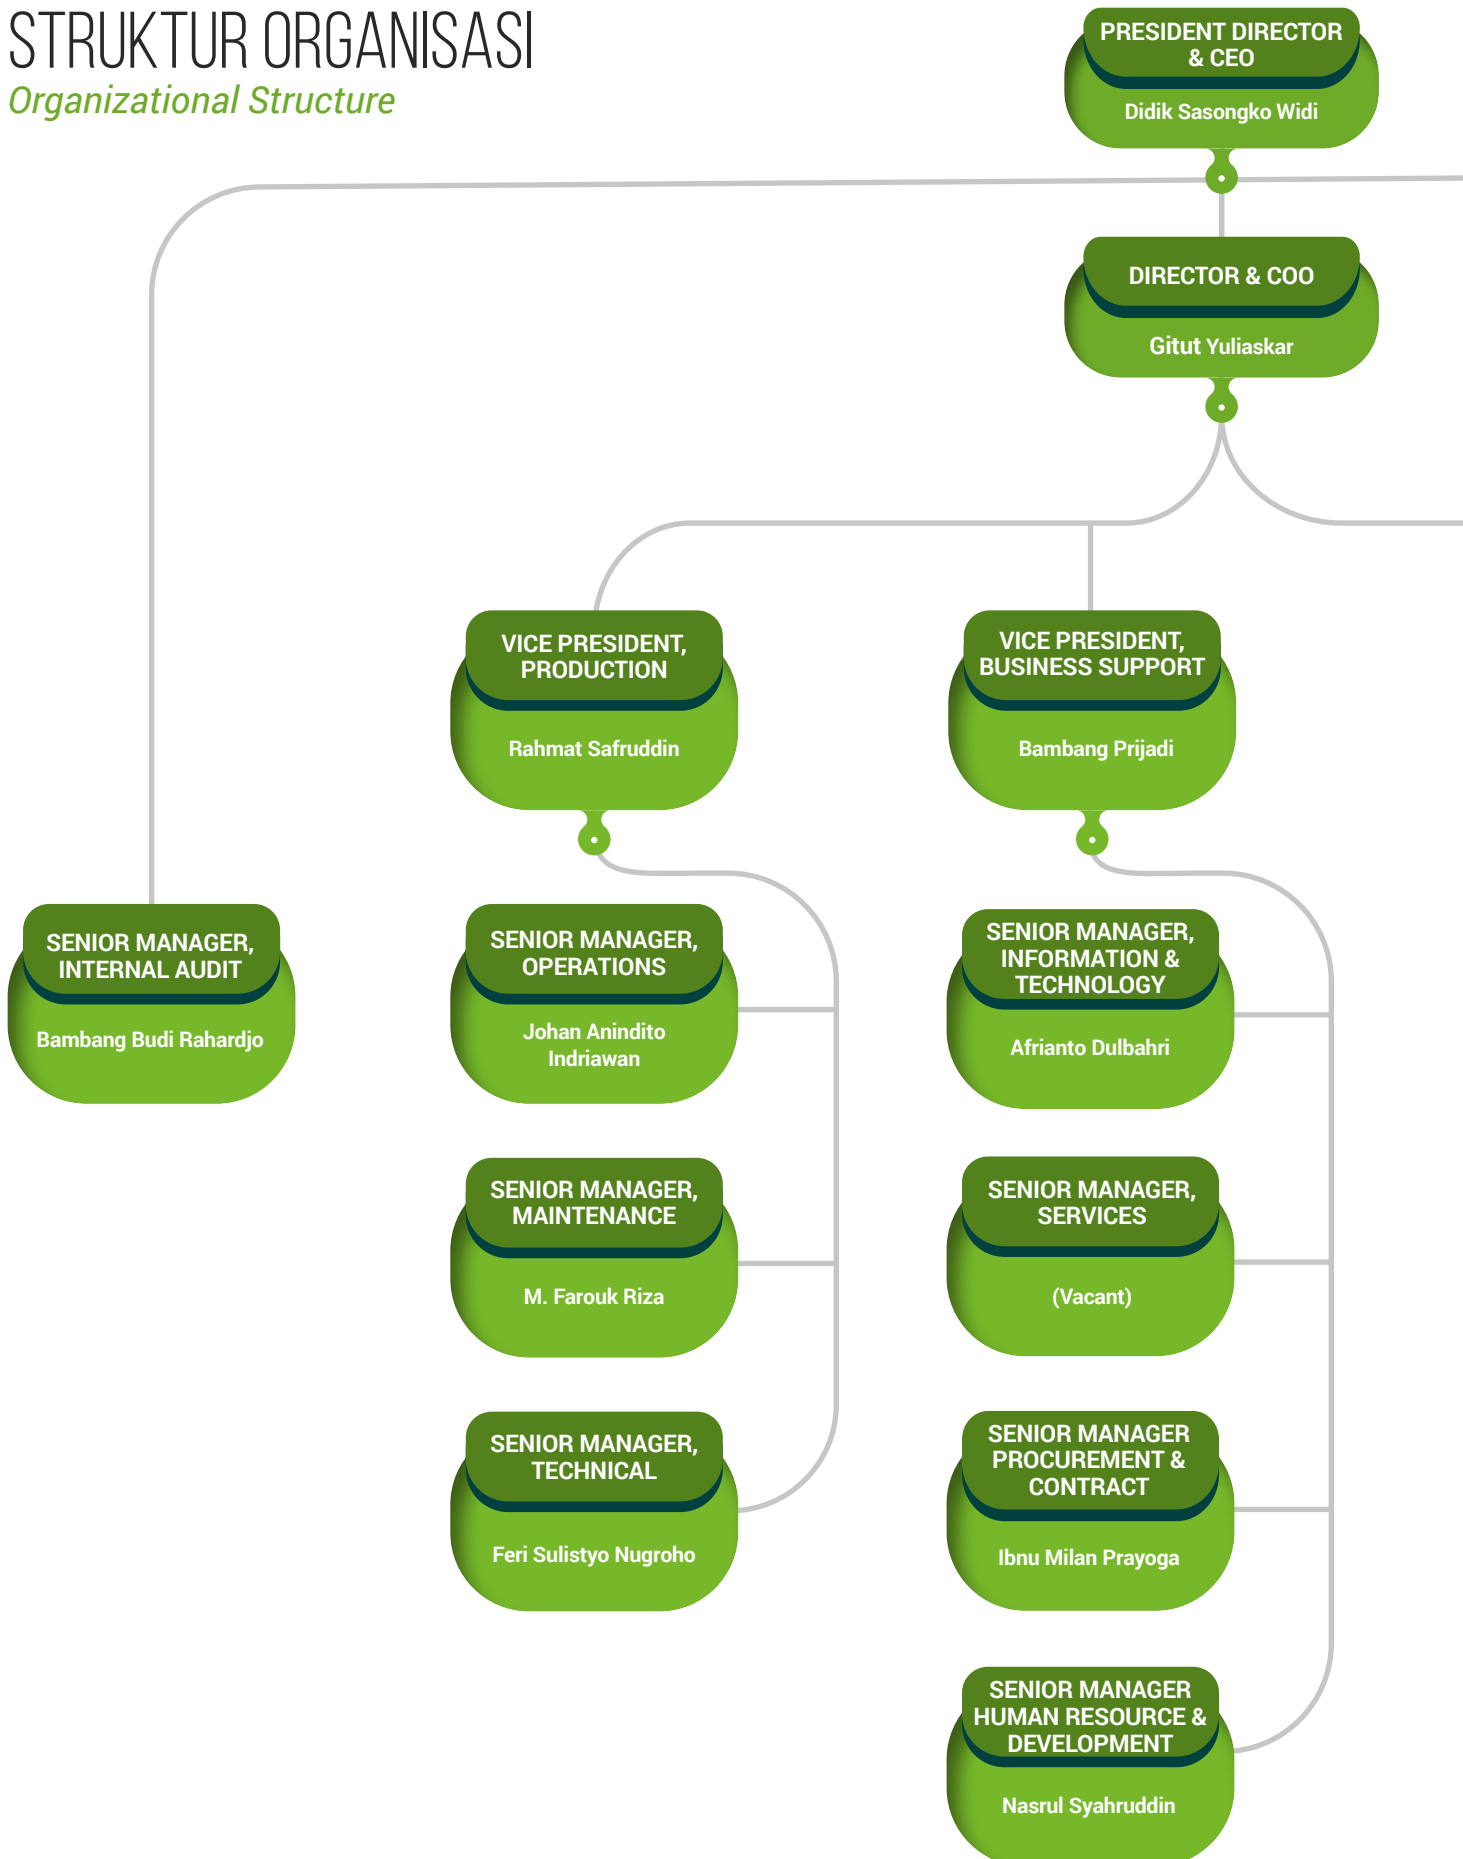 STRUKTUR ORGANISASI
Organizational Structure
PRESIDENT DIRECTOR
& CEO
Didik Sasongko Widi
DIRECTOR & COO
Gitut Yuliaskar
VICE PRESIDENT,
PRODUCTION
Rahmat Safruddin
VICE PRESIDENT,
BUSINESS SUPPORT
Bambang Prijadi
SENIOR MANAGER,
INTERNAL AUDIT
Bambang Budi Rahardjo
SENIOR MANAGER,
OPERATIONS
Johan Anindito
Indriawan
SENIOR MANAGER,
INFORMATION &
TECHNOLOGY
Afrianto Dulbahri
SENIOR MANAGER,
MAINTENANCE
M. Farouk Riza
SENIOR MANAGER,
SERVICES
(Vacant)
SENIOR MANAGER,
TECHNICAL
Feri Sulistyo Nugroho
SENIOR MANAGER
PROCUREMENT &
CONTRACT
Ibnu Milan Prayoga
SENIOR MANAGER
HUMAN RESOURCE &
DEVELOPMENT
Nasrul Syahruddin